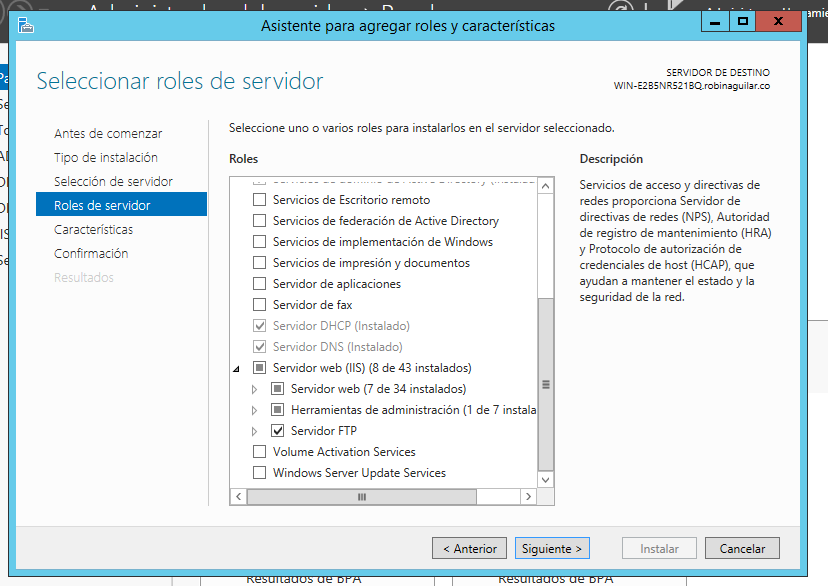 Asistente para agregar roles y características
Seleccionar roles de servidor
SERVIDOR DE DESTINO
WIN-E2B5NR521BQ.robinaguilar.co
Antes de comenzar
Tipo de instalación
Selección de servidor
Roles de servidor
Características
Confirmación
Resultados
Seleccione uno o varios roles para instalarlos en el servidor seleccionado.
Roles
Servicios de dominio de Active Directory (Instalad
Servicios de Escritorio remoto
Servicios de federación de Active Directory
Servicios de implementación de Windows
Servicios de impresión y documentos
Servidor de aplicaciones
Servidor de fax
Servidor DHCP (Instalado)
Servidor DNS (Instalado)
Servidor web (IIS) (8 de 43 instalados)
Servidor web (7 de 34 instalados)
Herramientas de administración (1 de 7 instala
Servidor FTP
Volume Activation Services
Windows Server Update Services
Descripción
Servicios de acceso y directivas de
redes proporciona Servidor de
directivas de redes (NPS), Autoridad
de registro de mantenimiento (HRA)
y Protocolo de autorización de
credenciales de host (HCAP), que
ayudan a mantener el estado y la
seguridad de la red.
< Anterior
Siguiente >
Instalar
Cancelar
Resultados de BPA
Resultados de BPA